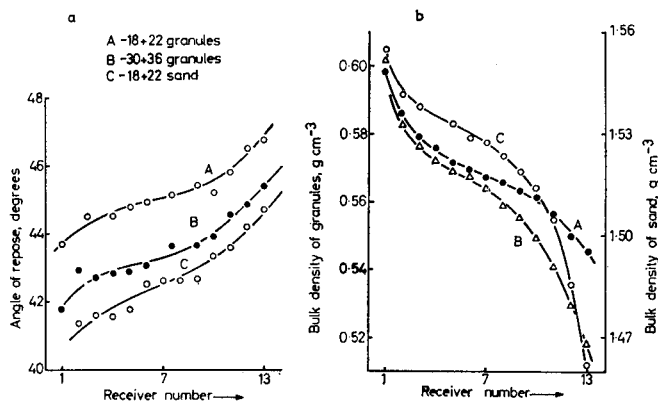 a
A -18+22 granules
B -30+36 granules
C -18+22 sand
Angle of repose, degrees
48
46
44
42
40
A
B
C
1
7
13
Receiver number
b
Bulk density of granules, g cm-3
0·60
0·58
0·56
0·54
0·52
C
A
B
1
7
13
Receiver number
1·56
1·53
1·50
1·47
Bulk density of sand, g cm-3